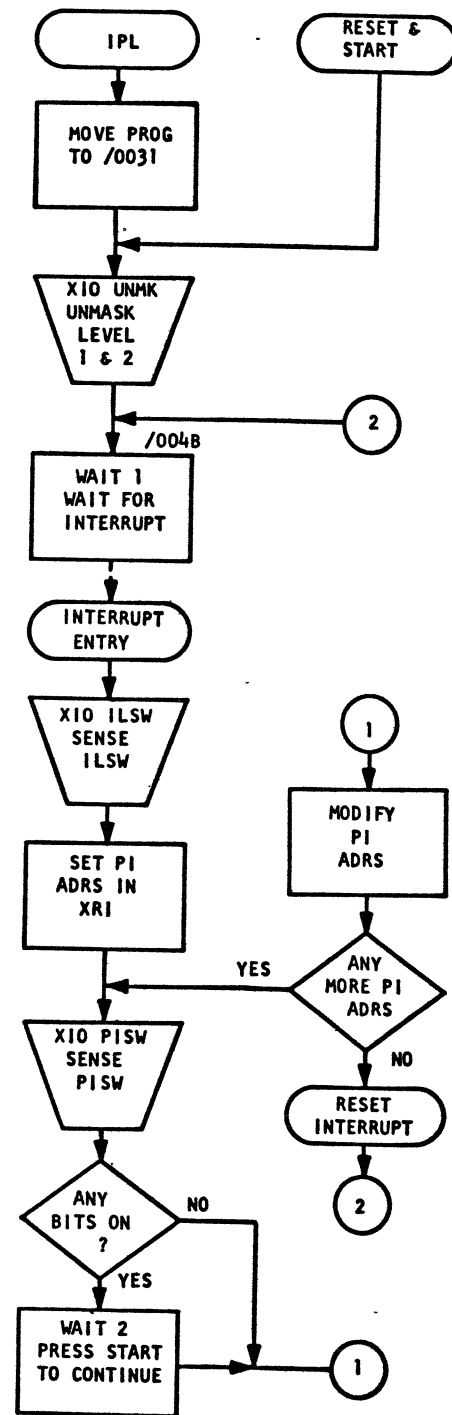 IPL
RESET &
START
MOVE PROG
TO /0031
XIO UNMK
UNMASK
LEVEL
1 & 2
2
/004B
WAIT 1
WAIT FOR
INTERRUPT
INTERRUPT
ENTRY
XIO ILSW
SENSE
ILSW
1
MODIFY
PI
ADRS
SET PI
ADRS IN
XR1
YES
ANY
MORE PI
ADRS
NO
XIO PISW
SENSE
PISW
RESET
INTERRUPT
2
ANY
BITS ON
?
NO
YES
WAIT 2
PRESS START
TO CONTINUE
1